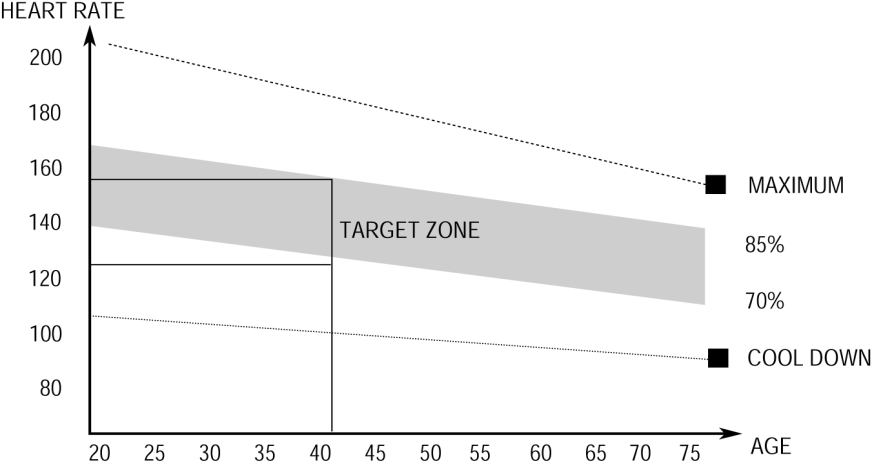 HEART RATE
200
180
160
140
120
100
80
TARGET ZONE
MAXIMUM
85%
70%
COOL DOWN
20 25 30 35 40 45 50 55 60 65 70 75 AGE